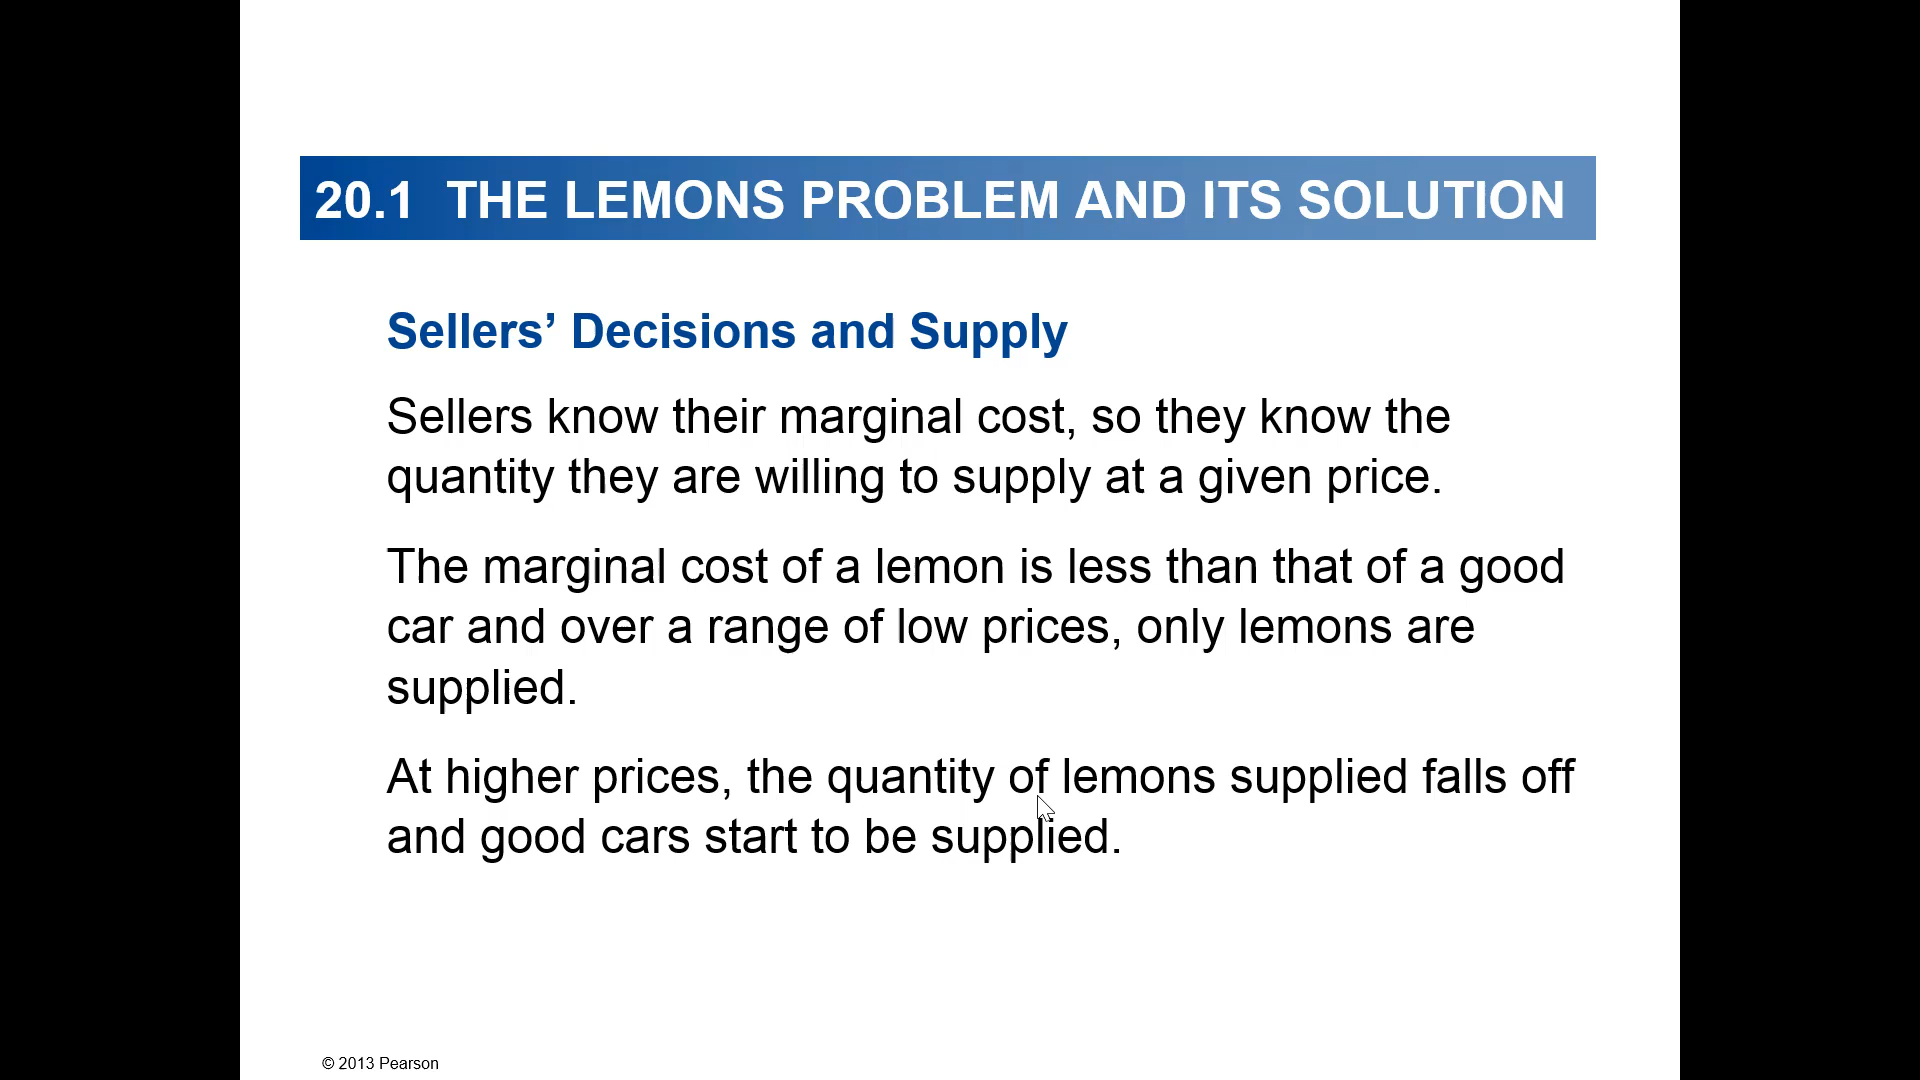 20.1 THE LEMONS PROBLEM AND ITS SOLUTION
Sellers’ Decisions and Supply
Sellers know their marginal cost, so they know the
quantity they are willing to supply at a given price.
The marginal cost of a lemon is less than that of a good
car and over a range of low prices, only lemons are
supplied.
At higher prices, the quantity of lemons supplied falls off
and good cars start to be supplied.
© 2013 Pearson